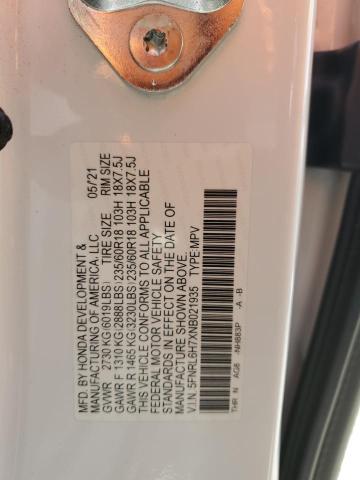 MFD. BY HONDA DEVELOPMENT & 05/21
MANUFACTURING OF AMERICA, LLC
GVWR 2730 KG(6019LBS) TIRE SIZE RIM SIZE
GAWR F 1310 KG(2888LBS) 235/60R18 103H 18X7.5J
GAWR R 1465 KG(3230LBS) 235/60R18 103H 18X7.5J
THIS VEHICLE CONFORMS TO ALL APPLICABLE
FEDERAL MOTOR VEHICLE SAFETY
STANDARDS IN EFFECT ON THE DATE OF
MANUFACTURE SHOWN ABOVE.
V.I.N. 5FNRL6H7XNB021935 TYPE:MPV
THR N AG8 -NH883P -A -B